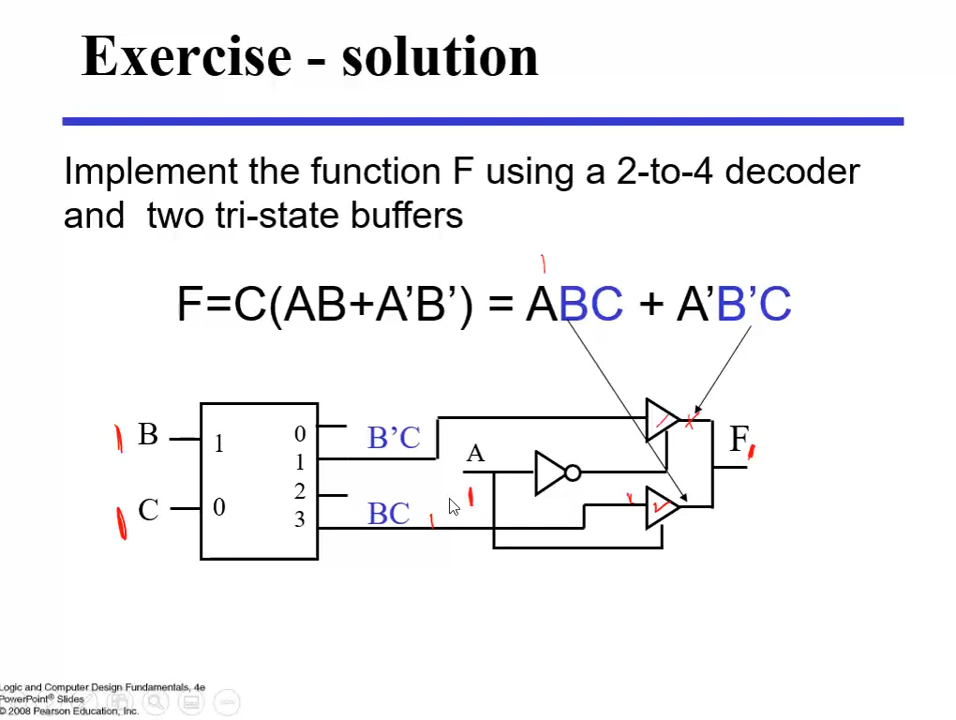 Exercise - solution
Implement the function F using a 2-to-4 decoder
and two tri-state buffers
F=C(AB+A’B’) = ABC + A’B’C
B
1
0
B’C
A
F
1
2
C
0
3
BC
Logic and Computer Design Fundamentals, 4e
PowerPoint® Slides
© 2008 Pearson Education, Inc.